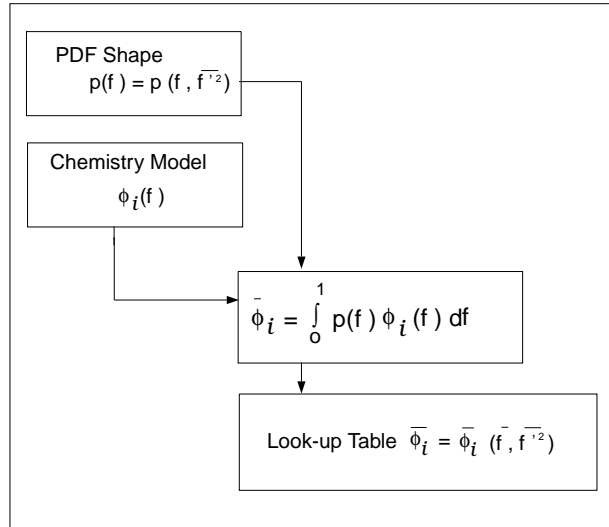 PDF Shape
p(f ) = p (f , f̅'̅²̅)
Chemistry Model
ϕi(f )
ϕ̄i = ∫₀¹ p(f ) ϕi (f ) df
Look-up Table ϕ̅i̅ = ϕ̅i̅ (f̄ , f̅'̅²̅)